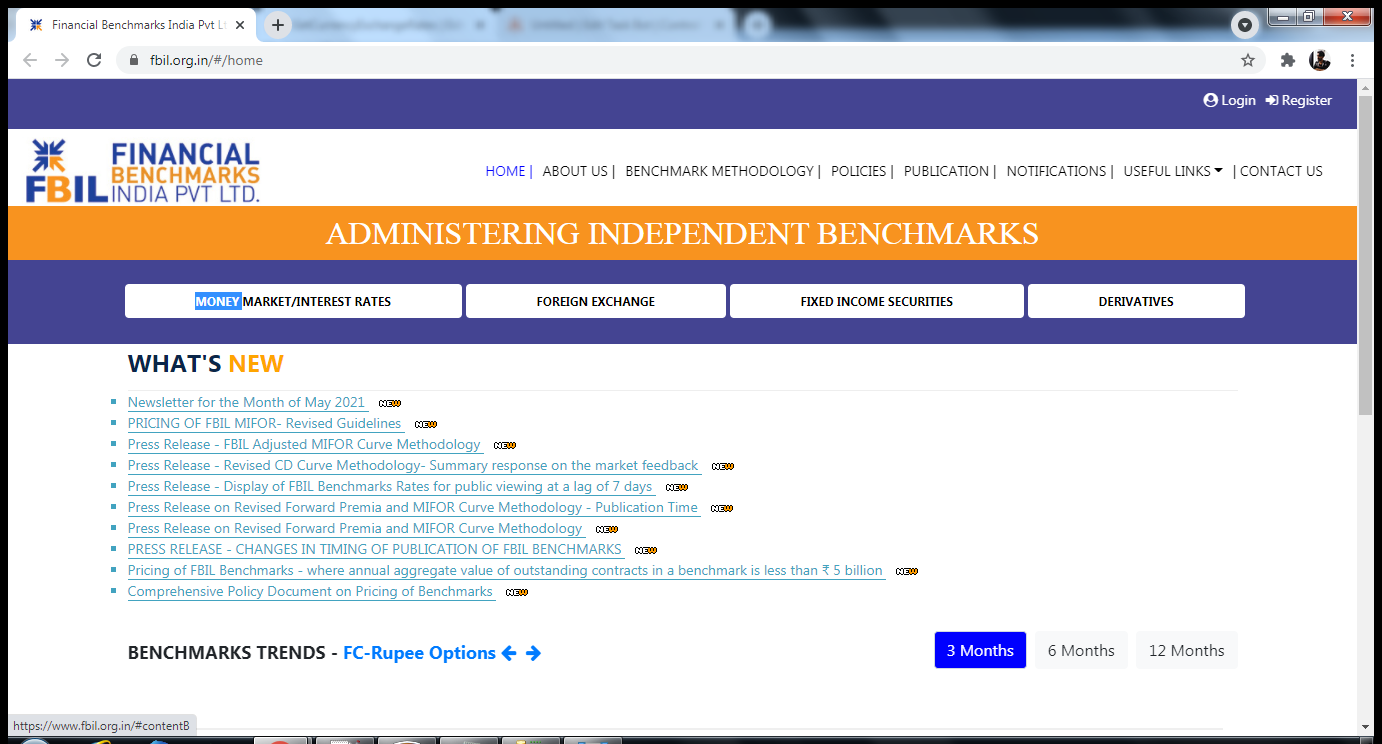 Financial Benchmarks India Pvt Lt
fbil.org.in/#/home
Login Register
FBIL FINANCIAL BENCHMARKS INDIA PVT LTD.
HOME | ABOUT US | BENCHMARK METHODOLOGY | POLICIES | PUBLICATION | NOTIFICATIONS | USEFUL LINKS | CONTACT US
ADMINISTERING INDEPENDENT BENCHMARKS
MONEY MARKET/INTEREST RATES FOREIGN EXCHANGE FIXED INCOME SECURITIES DERIVATIVES
WHAT'S NEW
Newsletter for the Month of May 2021 NEW
PRICING OF FBIL MIFOR- Revised Guidelines NEW
Press Release - FBIL Adjusted MIFOR Curve Methodology NEW
Press Release - Revised CD Curve Methodology- Summary response on the market feedback NEW
Press Release - Display of FBIL Benchmarks Rates for public viewing at a lag of 7 days NEW
Press Release on Revised Forward Premia and MIFOR Curve Methodology - Publication Time NEW
Press Release on Revised Forward Premia and MIFOR Curve Methodology NEW
PRESS RELEASE - CHANGES IN TIMING OF PUBLICATION OF FBIL BENCHMARKS NEW
Pricing of FBIL Benchmarks - where annual aggregate value of outstanding contracts in a benchmark is less than ₹ 5 billion NEW
Comprehensive Policy Document on Pricing of Benchmarks NEW
BENCHMARKS TRENDS - FC-Rupee Options 3 Months 6 Months 12 Months
https://www.fbil.org.in/#contentB